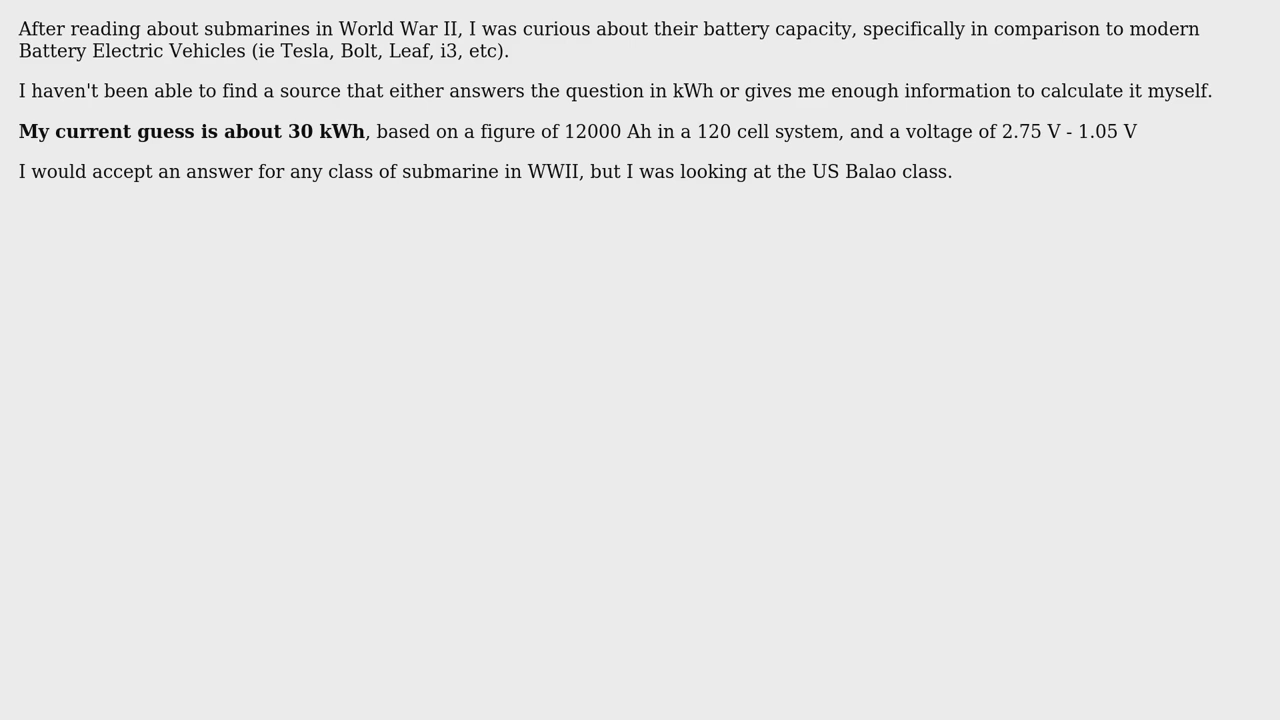 After reading about submarines in World War II, I was curious about their battery capacity, specifically in comparison to modern
Battery Electric Vehicles (ie Tesla, Bolt, Leaf, i3, etc).
I haven't been able to find a source that either answers the question in kWh or gives me enough information to calculate it myself.
My current guess is about 30 kWh, based on a figure of 12000 Ah in a 120 cell system, and a voltage of 2.75 V - 1.05 V
I would accept an answer for any class of submarine in WWII, but I was looking at the US Balao class.